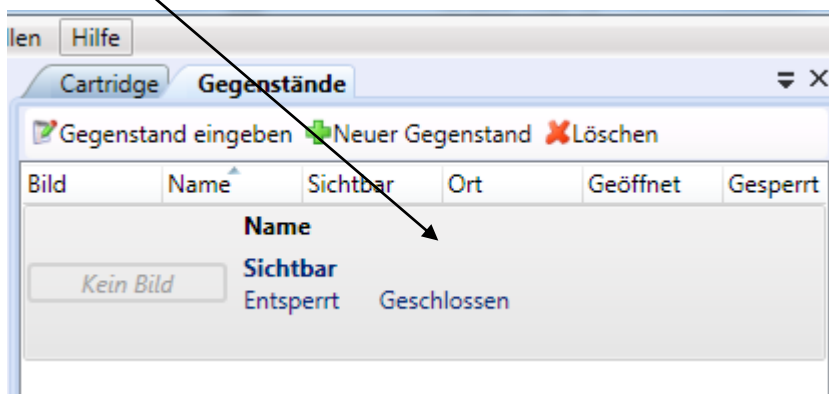 llen Hilfe
Cartridge Gegenstände
Gegenstand eingeben Neuer Gegenstand Löschen
Bild Name Sichtbar Ort Geöffnet Gesperrt
Name
Kein Bild Sichtbar
Entsperrt Geschlossen